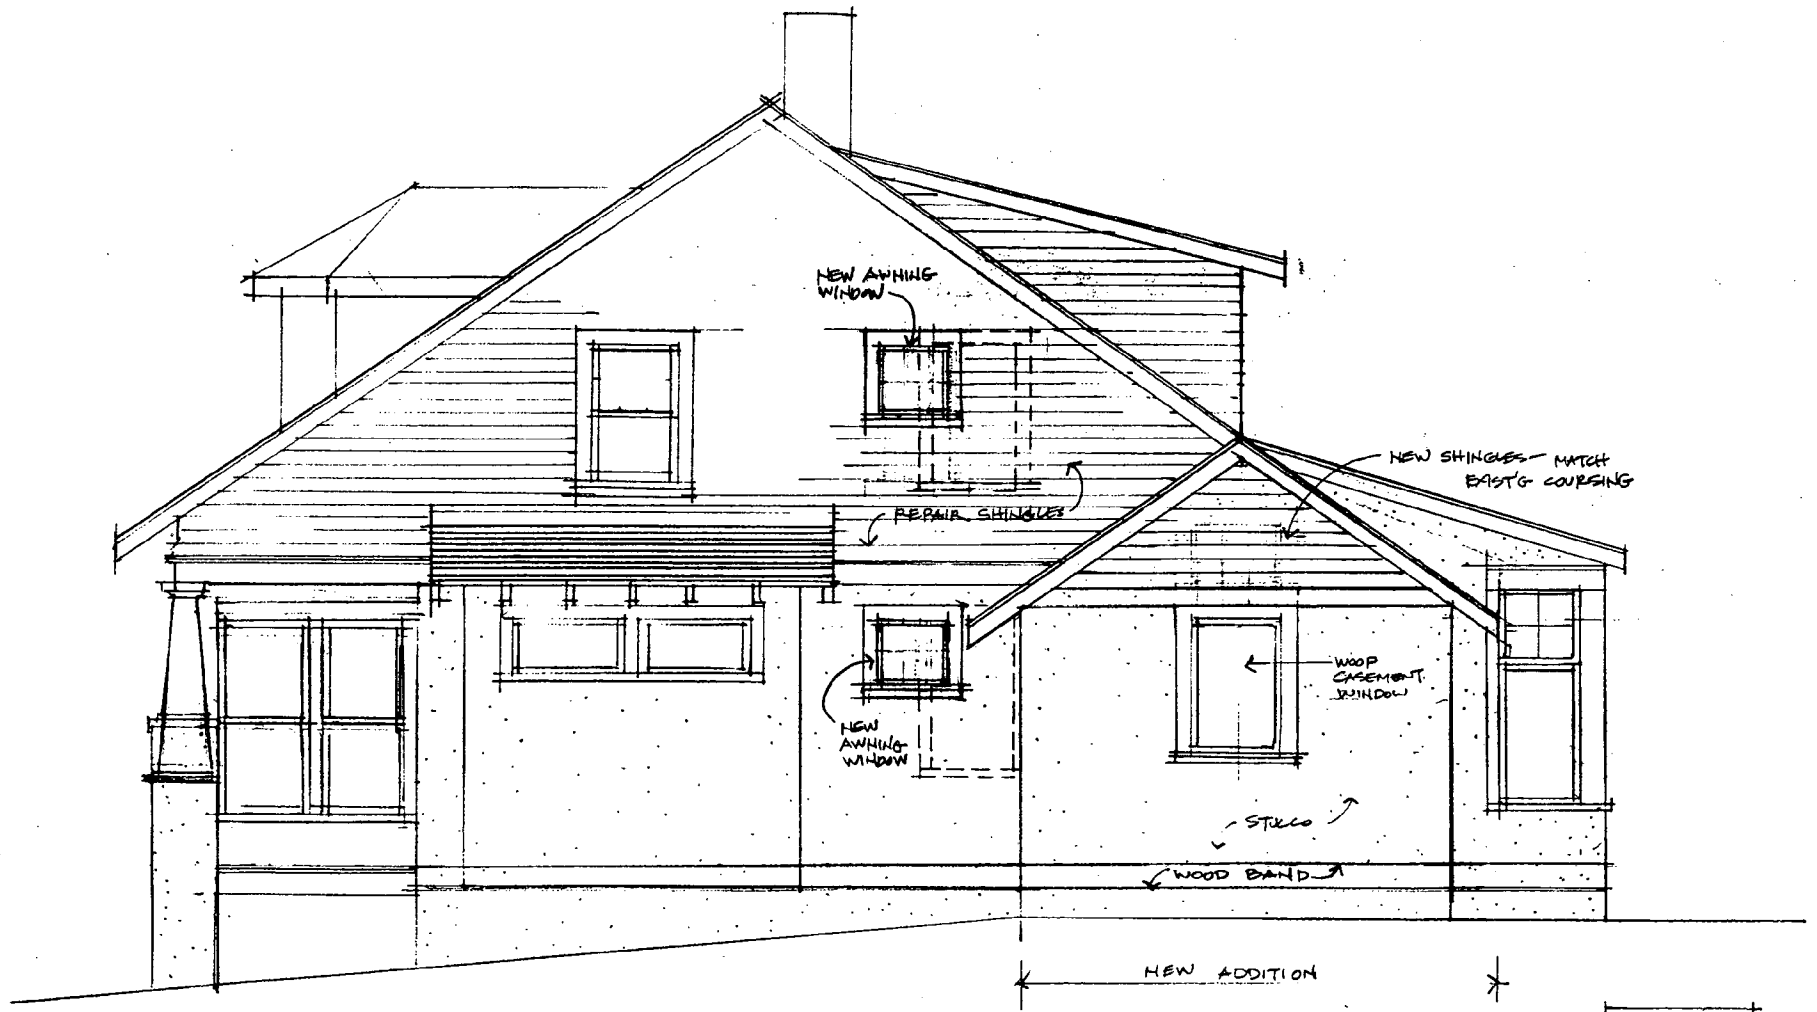 NEW AWNING
WINDOW
NEW SHINGLES - MATCH
EXIST'G COURSING
REPAIR SHINGLES
WOOD
CASEMENT
WINDOW
NEW
AWNING
WINDOW
STUCCO
WOOD BAND
NEW ADDITION